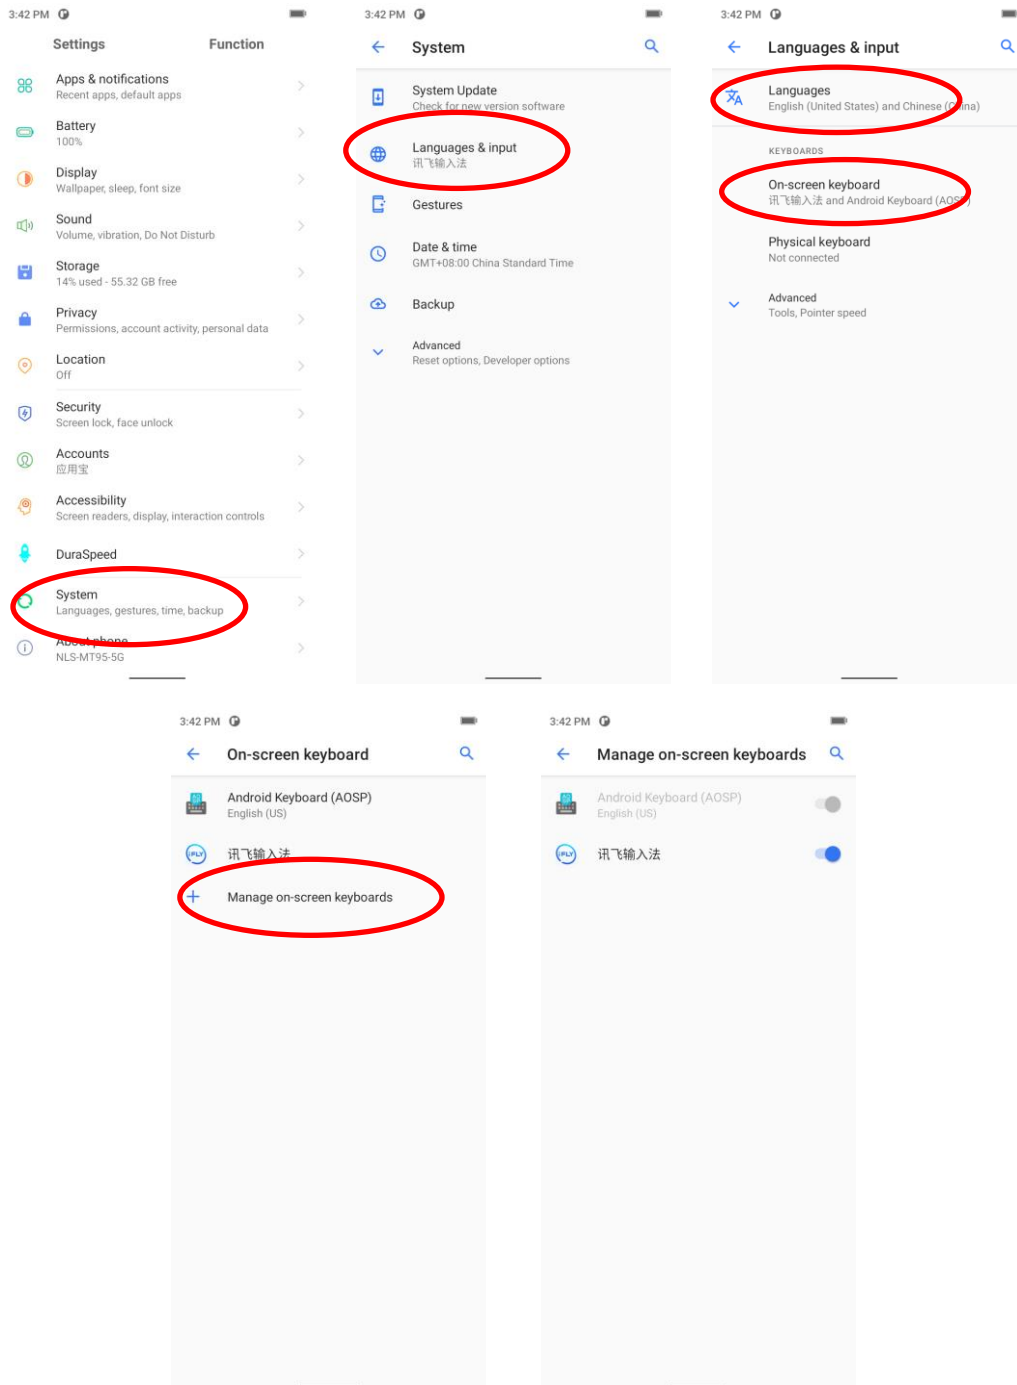 3:42 PM
Settings Function
Apps & notifications
Recent apps, default apps
Battery
100%
Display
Wallpaper, sleep, font size
Sound
Volume, vibration, Do Not Disturb
Storage
14% used - 55.32 GB free
Privacy
Permissions, account activity, personal data
Location
Off
Security
Screen lock, face unlock
Accounts
应用宝
Accessibility
Screen readers, display, interaction controls
DuraSpeed
System
Languages, gestures, time, backup
About phone
NLS-MT95-5G
3:42 PM
System
System Update
Check for new version software
Languages & input
讯飞输入法
Gestures
Date & time
GMT+08:00 China Standard Time
Backup
Advanced
Reset options, Developer options
3:42 PM
Languages & input
Languages
English (United States) and Chinese (China)
KEYBOARDS
On-screen keyboard
讯飞输入法 and Android Keyboard (AOSP)
Physical keyboard
Not connected
Advanced
Tools, Pointer speed
3:42 PM
On-screen keyboard
Android Keyboard (AOSP)
English (US)
iFLY
讯飞输入法
Manage on-screen keyboards
3:42 PM
Manage on-screen keyboards
Android Keyboard (AOSP)
English (US)
iFLY
讯飞输入法